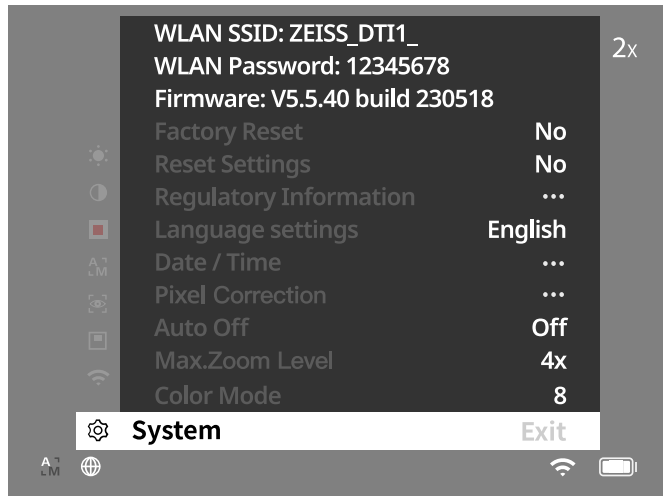 WLAN SSID: ZEISS_DTI1_
2x
WLAN Password: 12345678
Firmware: V5.5.40 build 230518
Factory Reset No
Reset Settings No
Regulatory Information ...
Language settings English
Date / Time ...
Pixel Correction ...
Auto Off Off
Max.Zoom Level 4x
Color Mode 8
A M
System Exit
A M